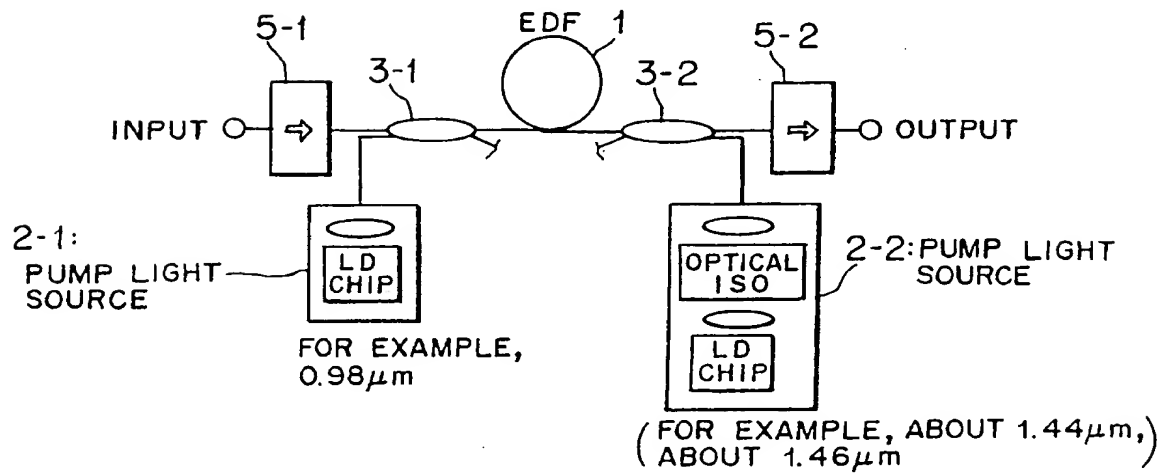 5-1
EDF
1
5-2
3-1
3-2
INPUT
OUTPUT
2-1:
PUMP LIGHT
SOURCE
LD
CHIP
FOR EXAMPLE,
0.98μm
OPTICAL
ISO
LD
CHIP
2-2: PUMP LIGHT
SOURCE
(FOR EXAMPLE, ABOUT 1.44μm,
ABOUT 1.46μm)